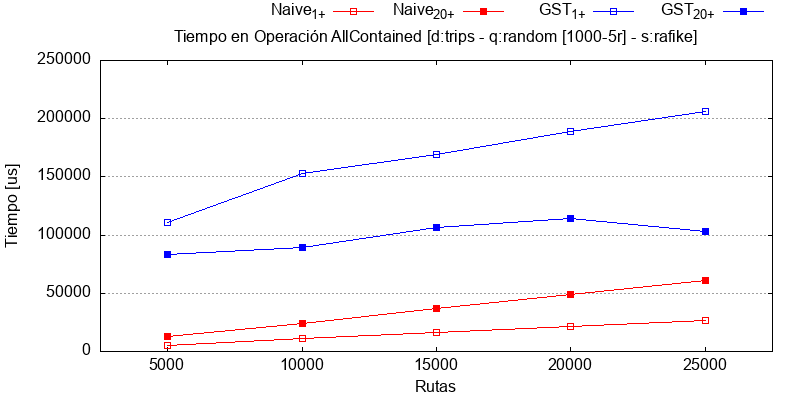 Naive1+ Naive20+ GST1+ GST20+
Tiempo en Operación AllContained [d:trips - q:random [1000-5r] - s:rafike]
250000
200000
150000
100000
50000
0
Tiempo [us]
5000 10000 15000 20000 25000
Rutas